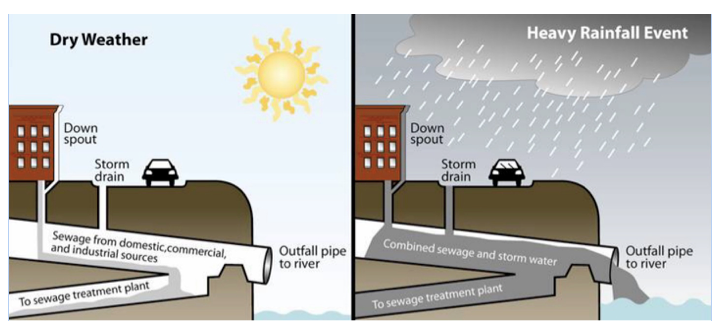 Dry Weather
Down
spout
Storm
drain
Sewage from domestic,commercial,
and industrial sources
Outfall pipe
to river
To sewage treatment plant
Heavy Rainfall Event
Down
spout
Storm
drain
Combined sewage and storm water
Outfall pipe
to river
To sewage treatment plant